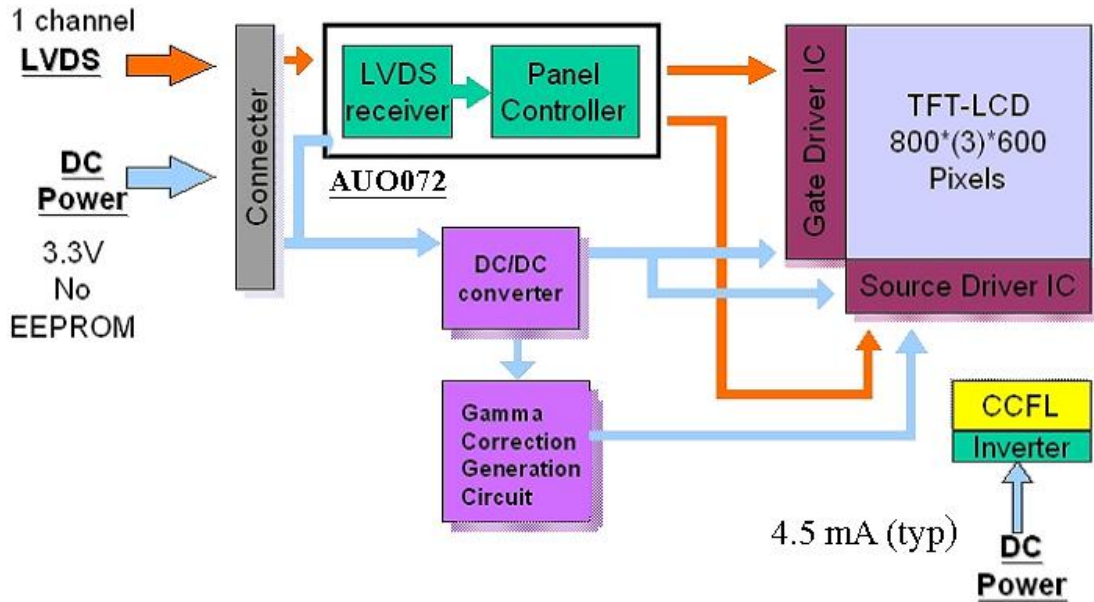 1 channel
LVDS
DC
Power
3.3V
No
EEPROM
Connecter
LVDS
receiver
Panel
Controller
AUO072
DC/DC
converter
Gamma
Correction
Generation
Circuit
Gate Driver IC
TFT-LCD
800*(3)*600
Pixels
Source Driver IC
CCFL
Inverter
4.5 mA (typ)
DC
Power